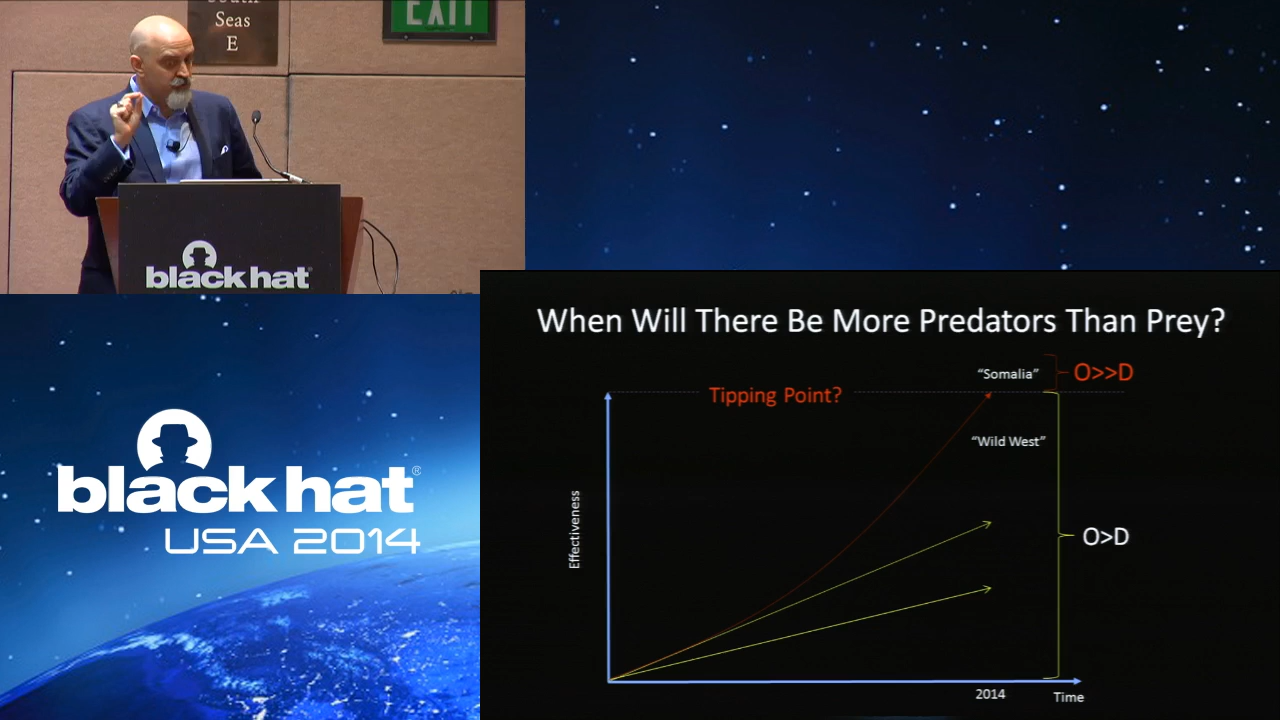 South
Seas
E
EXIT
black hat
black hat®
USA 2014
When Will There Be More Predators Than Prey?
"Somalia"
O>>D
Tipping Point?
"Wild West"
Effectiveness
O>D
2014
Time